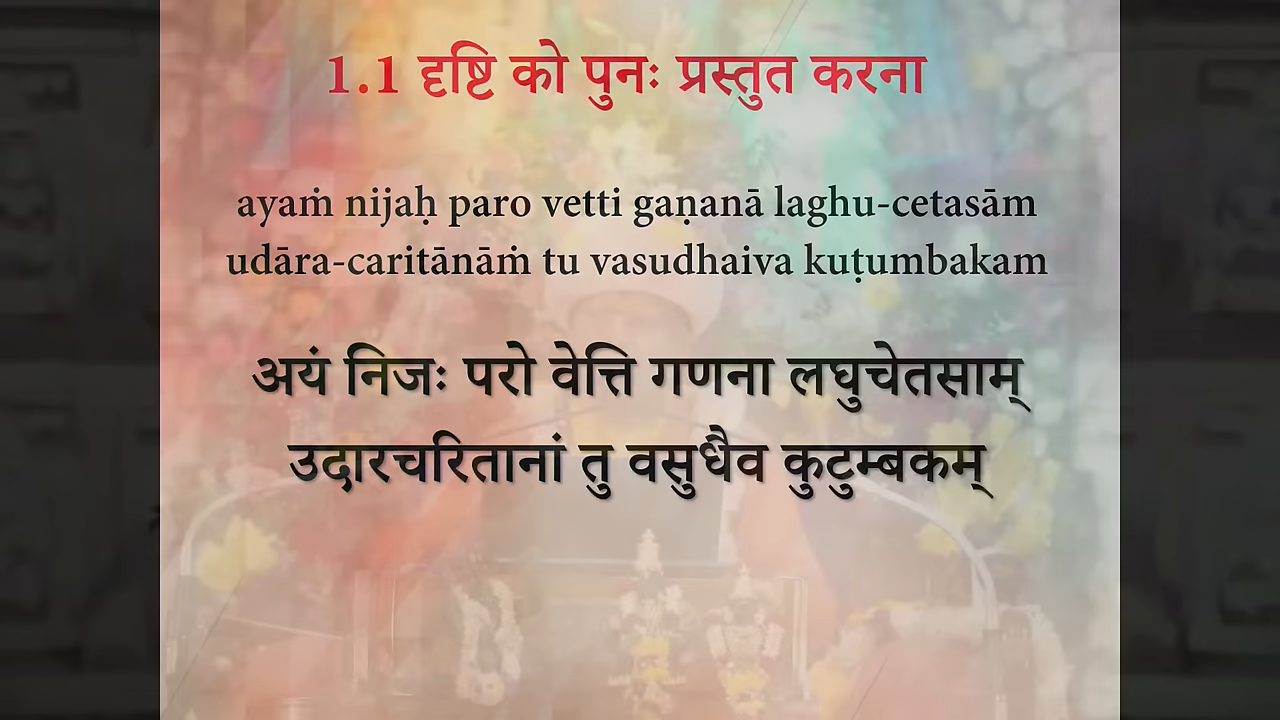 1.1 दृष्टि को पुनः प्रस्तुत करना
ayaṁ nijaḥ paro vetti gaṇanā laghu-cetasām
udāra-caritānāṁ tu vasudhaiva kuṭumbakam
अयं निजः परो वेत्ति गणना लघुचेतसाम्
उदारचरितानां तु वसुधैव कुटुम्बकम्